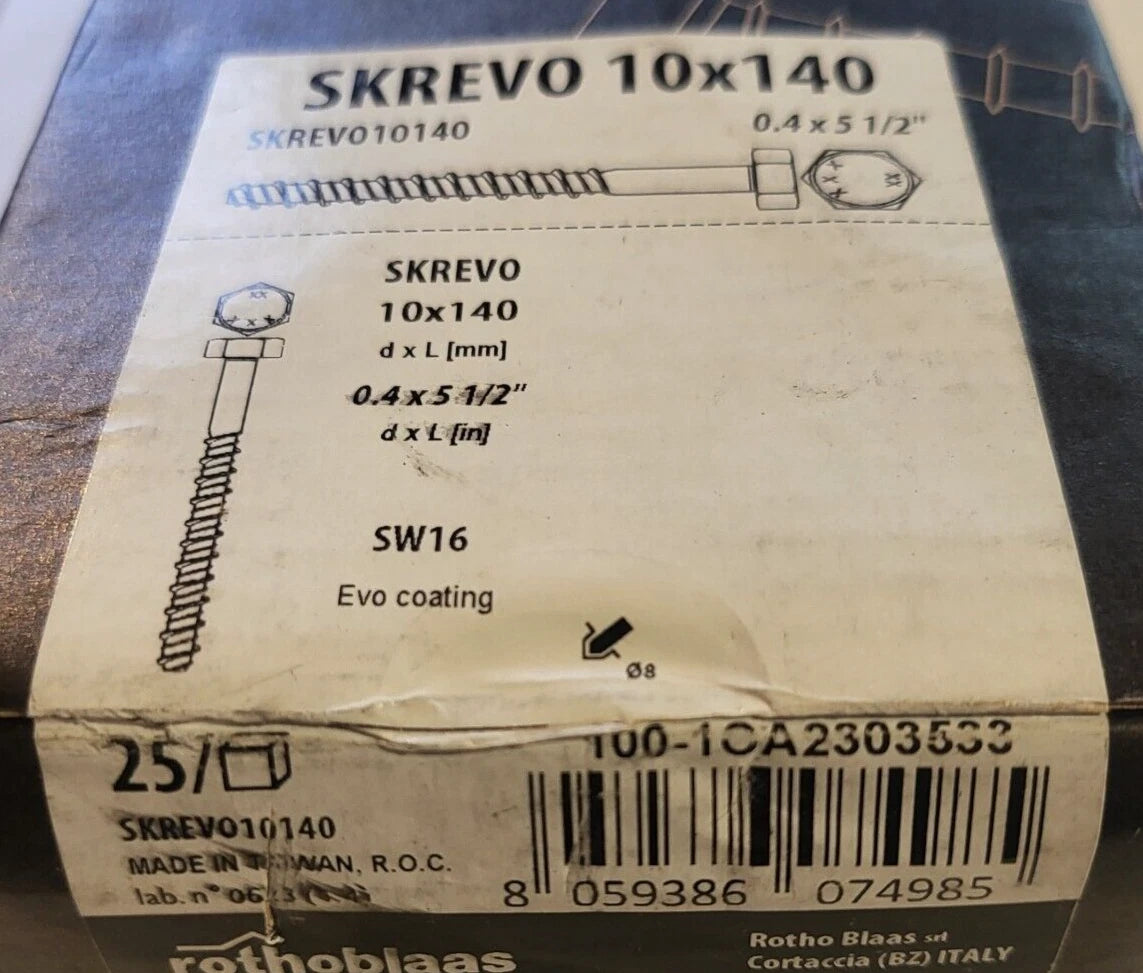 SKREVO 10x140
SKREVO10140
0.4 x 5 1/2"
SKREVO
10x140
d x L [mm]
0.4 x 5 1/2"
d x L [in]
SW16
Evo coating
Ø8
25/
SKREVO10140
MADE IN TAIWAN, R.O.C.
lab. n°
8 059386 074985
rothoblaas
Rotho Blaas srl
Cortaccia (BZ) ITALY